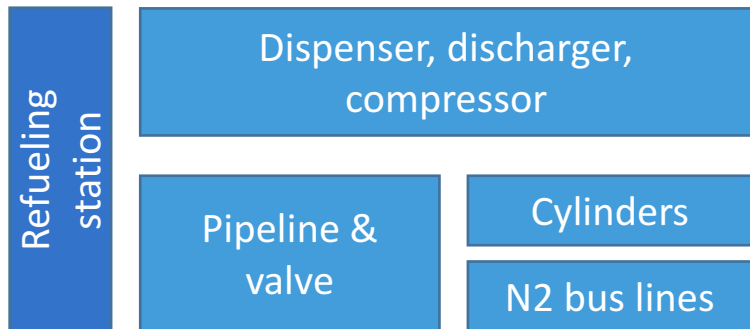 Refueling
station
Dispenser, discharger,
compressor
Pipeline &
valve
Cylinders
N2 bus lines